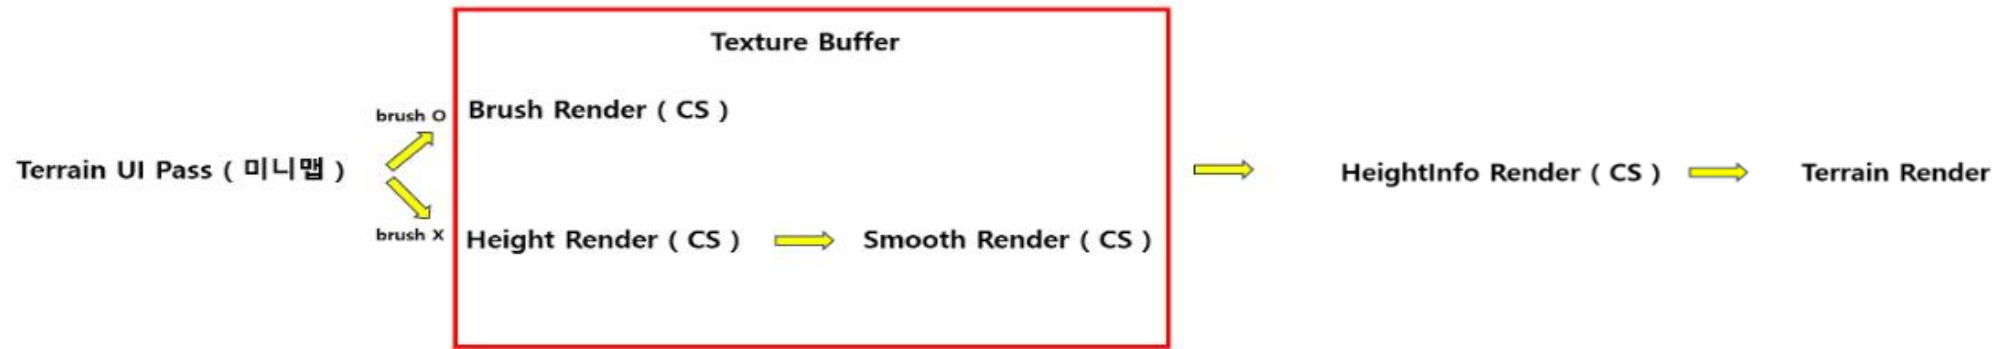 Texture Buffer
Terrain UI Pass ( 미니맵 )
brush O
Brush Render ( CS )
brush X
Height Render ( CS )
Smooth Render ( CS )
HeightInfo Render ( CS )
Terrain Render